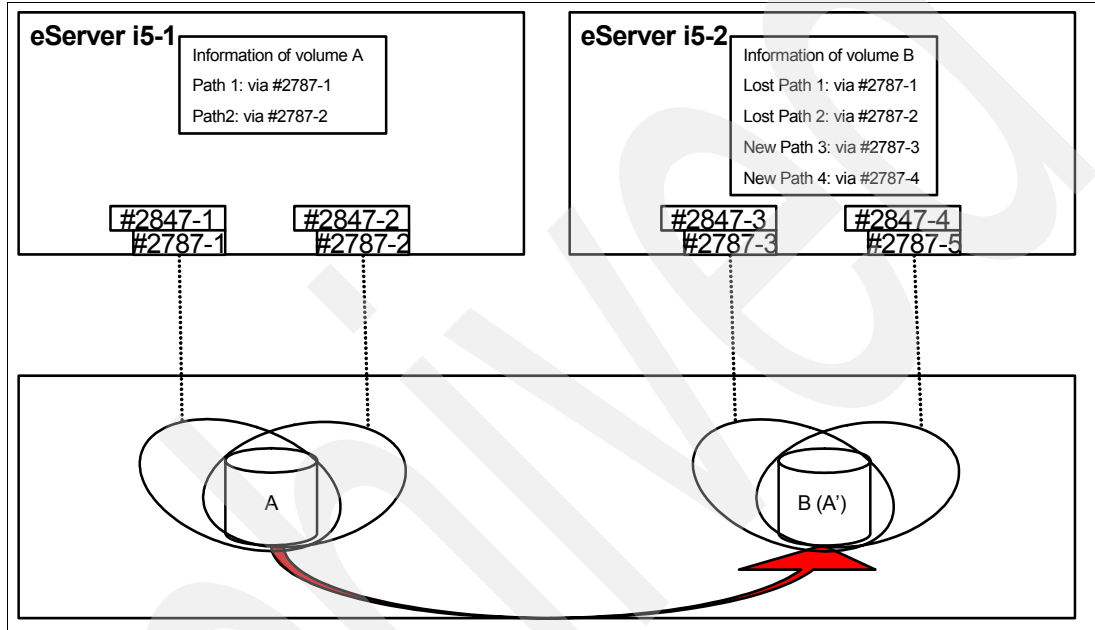 eServer i5-1
Information of volume A
Path 1: via #2787-1
Path2: via #2787-2
#2847-1
#2787-1
#2847-2
#2787-2
eServer i5-2
Information of volume B
Lost Path 1: via #2787-1
Lost Path 2: via #2787-2
New Path 3: via #2787-3
New Path 4: via #2787-4
#2847-3
#2787-3
#2847-4
#2787-5
A
B (A’)